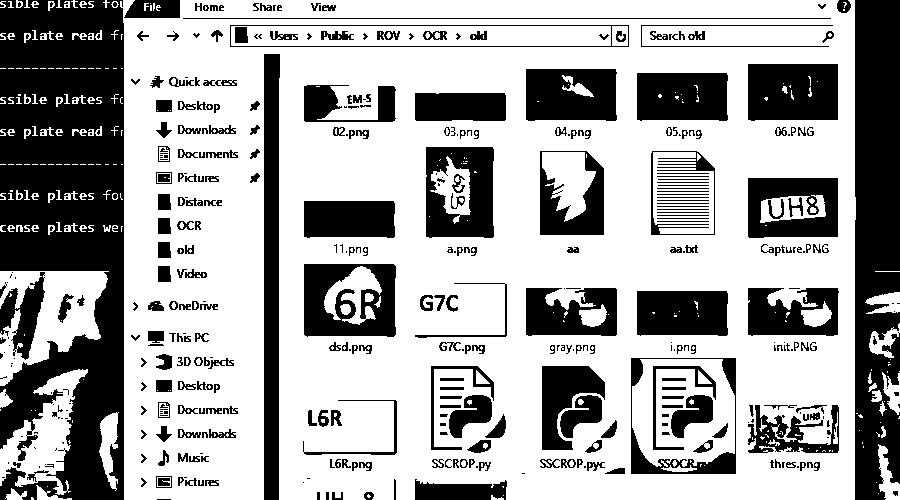 sible plates fou
File Home Share View
se plate read fr
« Users > Public > ROV > OCR > old
Search old
Quick access
Desktop
ssible plates fo
Downloads
se plate read fr
Documents
Pictures
sible plates fou
Distance
cense plates wer
OCR
old
Video
OneDrive
This PC
3D Objects
Desktop
Documents
Downloads
Music
Pictures
EM-5
02.png 03.png 04.png 05.png 06.PNG
UH8
11.png a.png aa aa.txt Capture.PNG
6R G7C
dsd.png G7C.png gray.png i.png init.PNG
L6R UH8
L6R.png SSCROP.py SSCROP.pyc SSOCR.py thres.png
UH 8